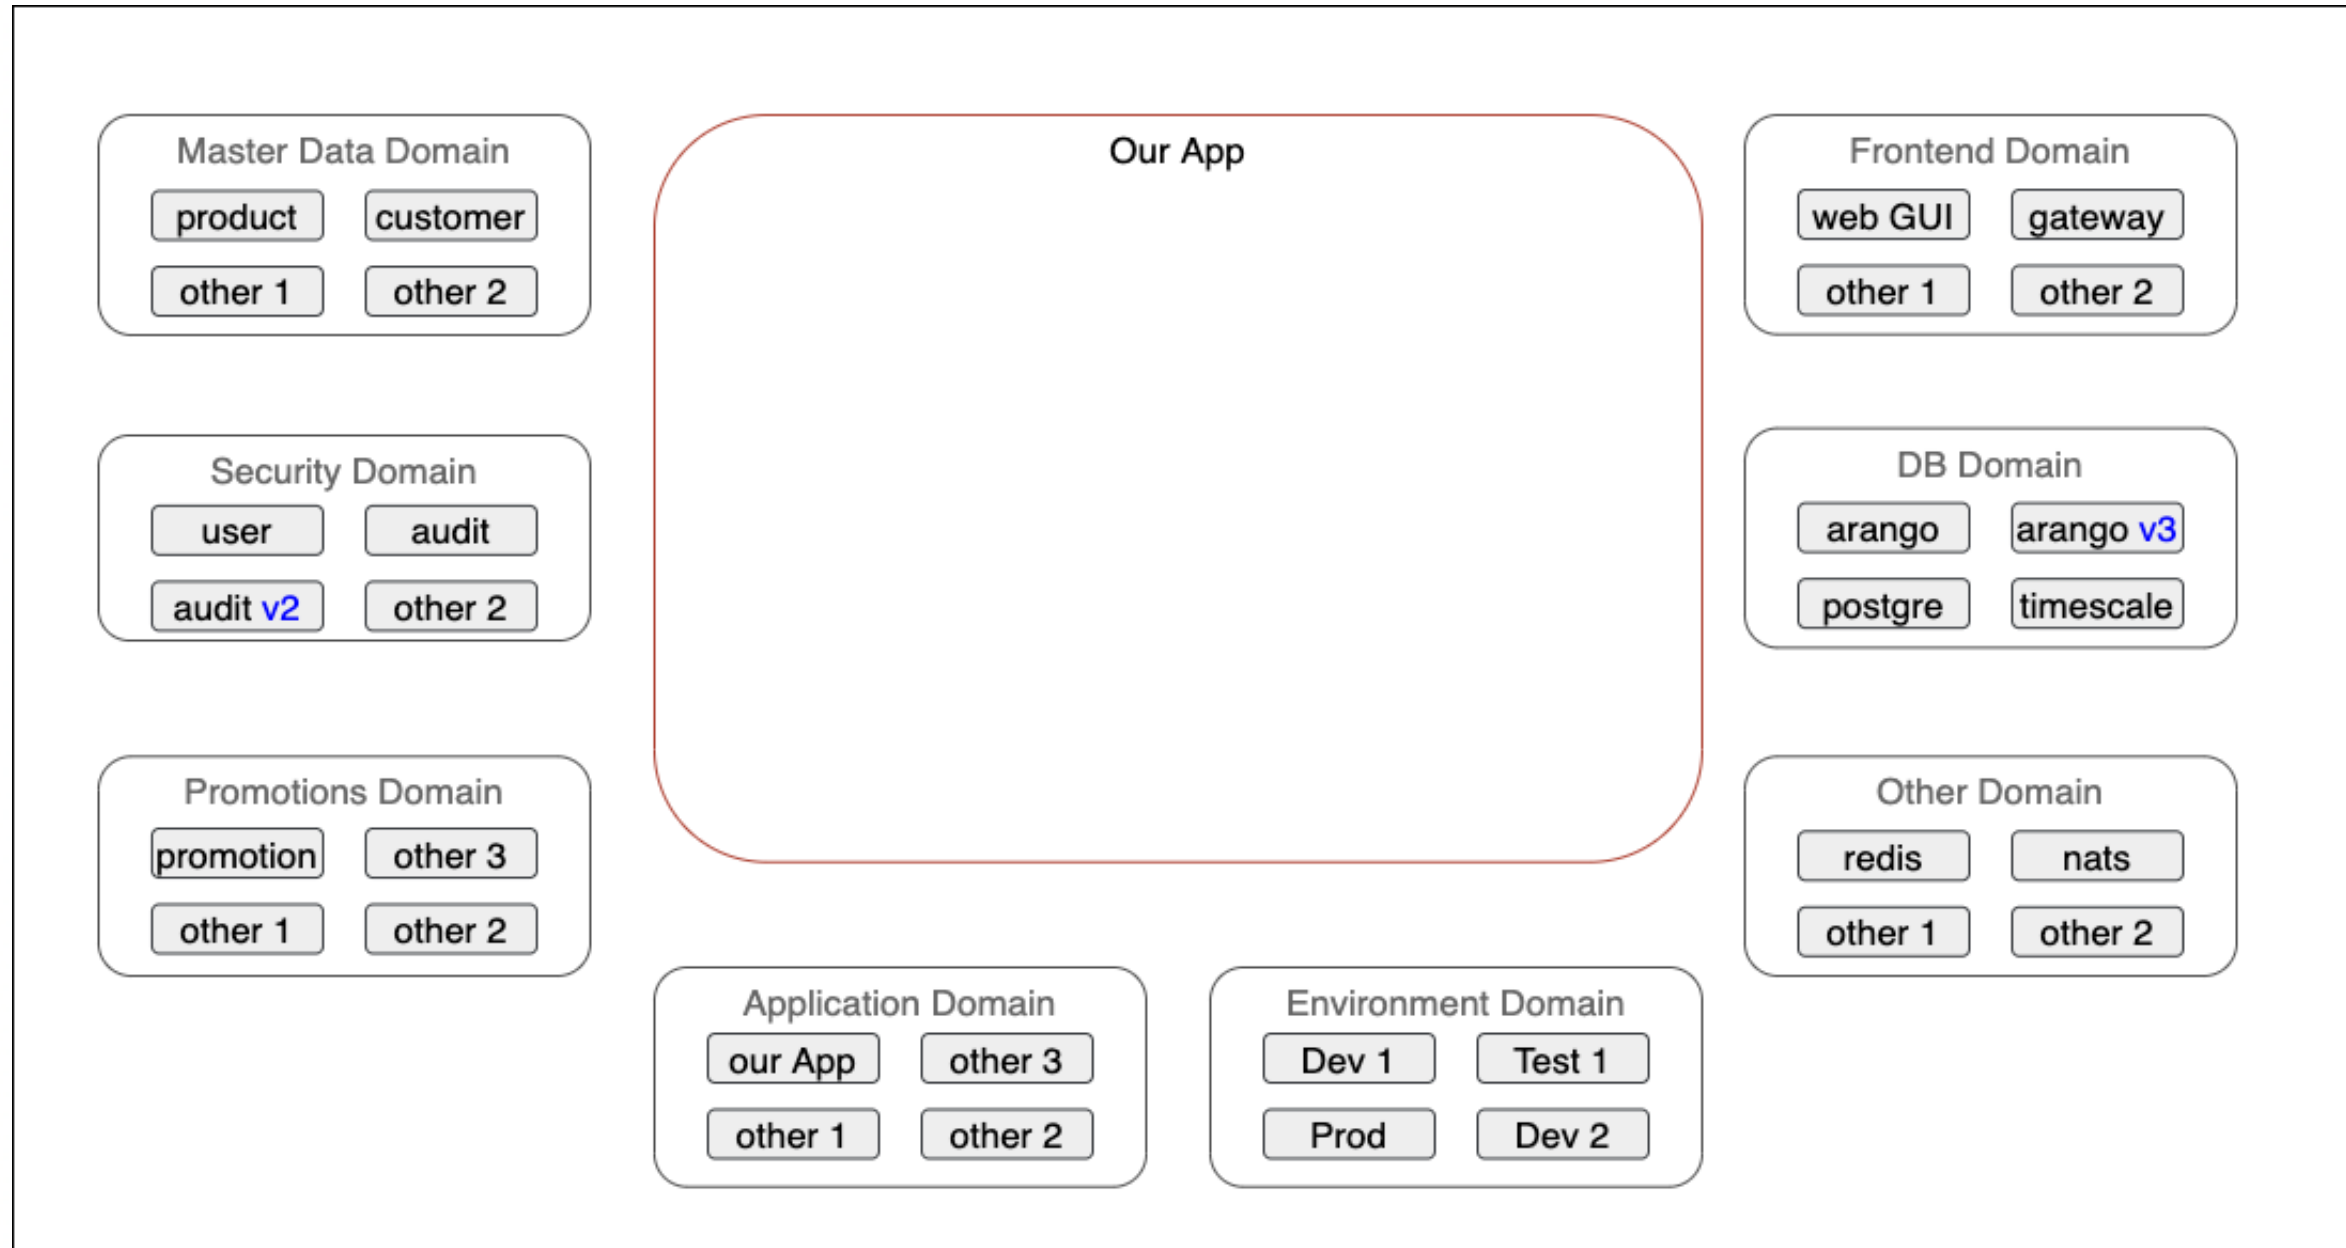 Master Data Domain
product customer
other 1 other 2
Security Domain
user audit
audit v2 other 2
Promotions Domain
promotion other 3
other 1 other 2
Our App
Application Domain
our App other 3
other 1 other 2
Environment Domain
Dev 1 Test 1
Prod Dev 2
Frontend Domain
web GUI gateway
other 1 other 2
DB Domain
arango arango v3
postgre timescale
Other Domain
redis nats
other 1 other 2